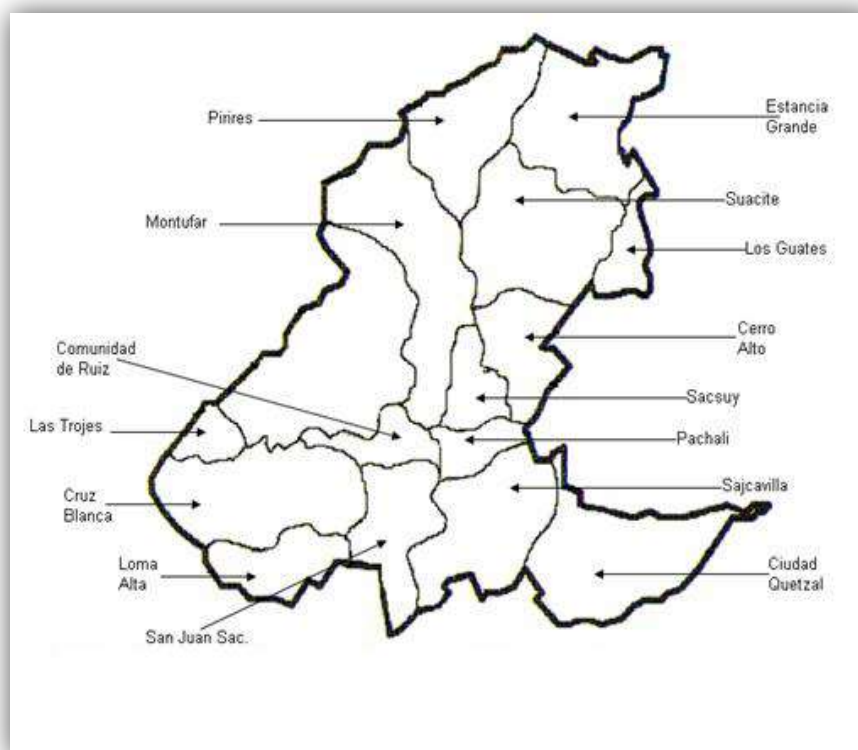 Pirires
Estancia
Grande
Suacite
Montufar
Los Guates
Cerro
Alto
Comunidad
de Ruiz
Sacsuy
Las Trojes
Pachali
Sajcavilla
Cruz
Blanca
Loma
Alta
Ciudad
Quetzal
San Juan Sac.